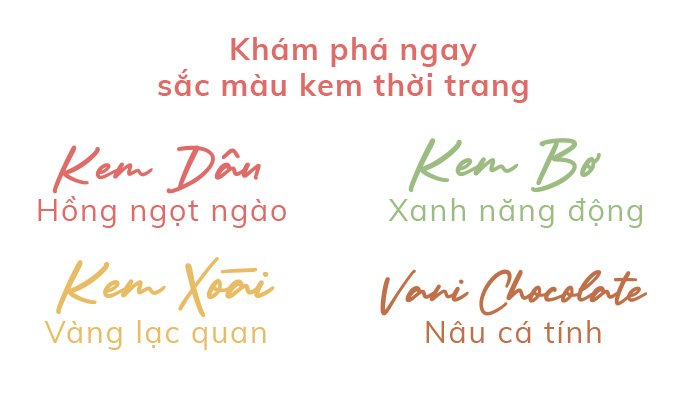 Khám phá ngay
sắc màu kem thời trang
Kem Dâu
Hồng ngọt ngào
Kem Bơ
Xanh năng động
Kem Xoài
Vàng lạc quan
Vani Chocolate
Nâu cá tính